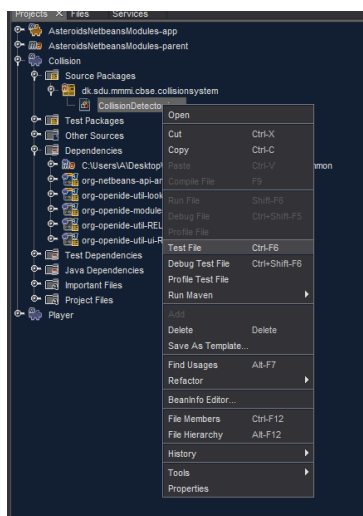 Projects X Files Services
AsteroidsNetbeansModules-app
AsteroidsNetbeansModules-parent
Collision
Source Packages
dk.sdu.mmmi.cbse.collisionsystem
CollisionDetector
Test Packages
Other Sources
Dependencies
C:\Users\A\Desktop\
mmon
org-netbeans-api-an
org-openide-util-look
org-openide-module
org-openide-util-REL
org-openide-util-ui-R
Test Dependencies
Java Dependencies
Important Files
Project Files
Player
Open
Cut Ctrl-X
Copy Ctrl-C
Paste Ctrl-V
Compile File F9
Run File Shift-F6
Debug File Ctrl+Shift-F5
Profile File
Test File Ctrl-F6
Debug Test File Ctrl+Shift-F6
Profile Test File
Run Maven
Add
Delete Delete
Save As Template...
Find Usages Alt-F7
Refactor
BeanInfo Editor...
File Members Ctrl-F12
File Hierarchy Alt-F12
History
Tools
Properties